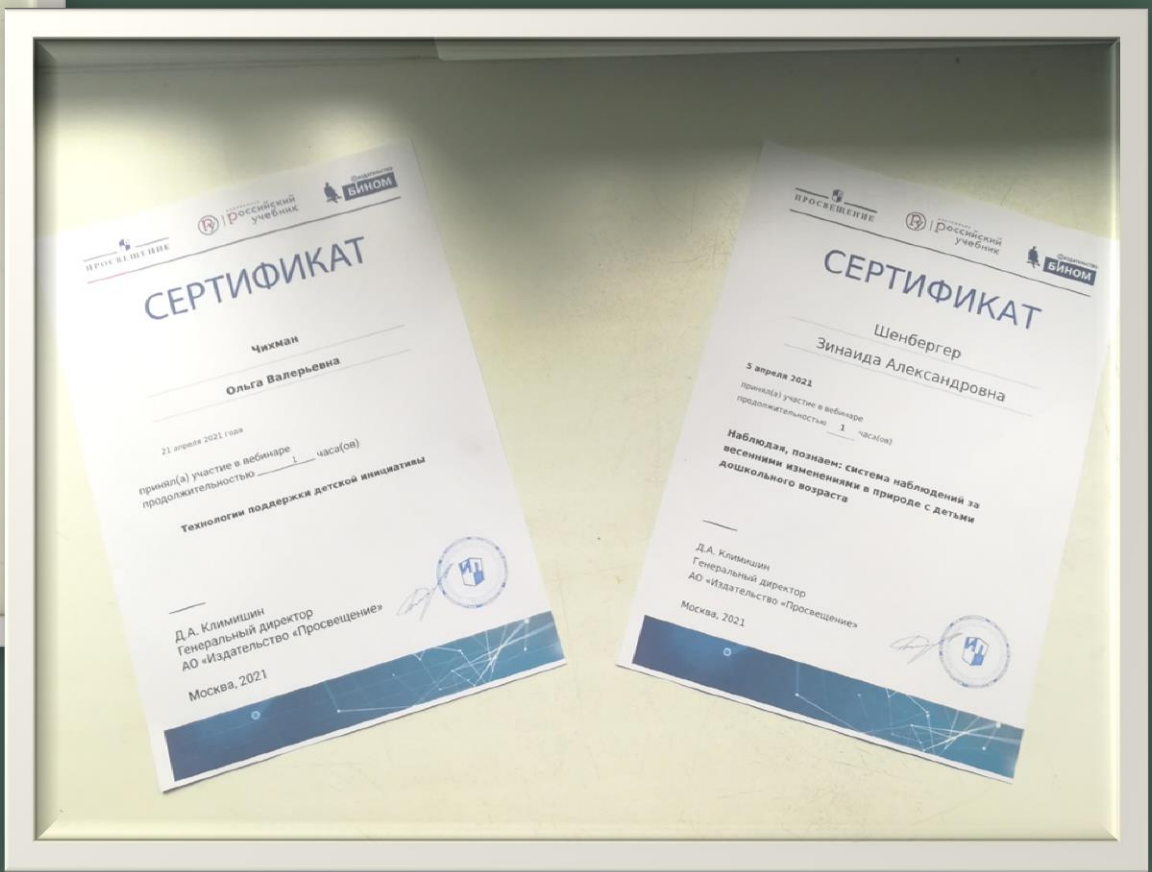 ПРОСВЕЩЕНИЕ
Российский
учебник
БИНОМ
СЕРТИФИКАТ
Чихман
Ольга Валерьевна
21 апреля 2021 года
принял(а) участие в вебинаре
продолжительностью 1 часа(ов)
Технологии поддержки детской инициативы
Д.А. Климишин
Генеральный директор
АО «Издательство «Просвещение»
Москва, 2021
ПРОСВЕЩЕНИЕ
Российский
учебник
БИНОМ
СЕРТИФИКАТ
Шенбергер
Зинаида Александровна
5 апреля 2021
принял(а) участие в вебинаре
продолжительностью 1 часа(ов)
Наблюдая, познаем: система наблюдений за
весенними изменениями в природе с детьми
дошкольного возраста
Д.А. Климишин
Генеральный директор
АО «Издательство «Просвещение»
Москва, 2021